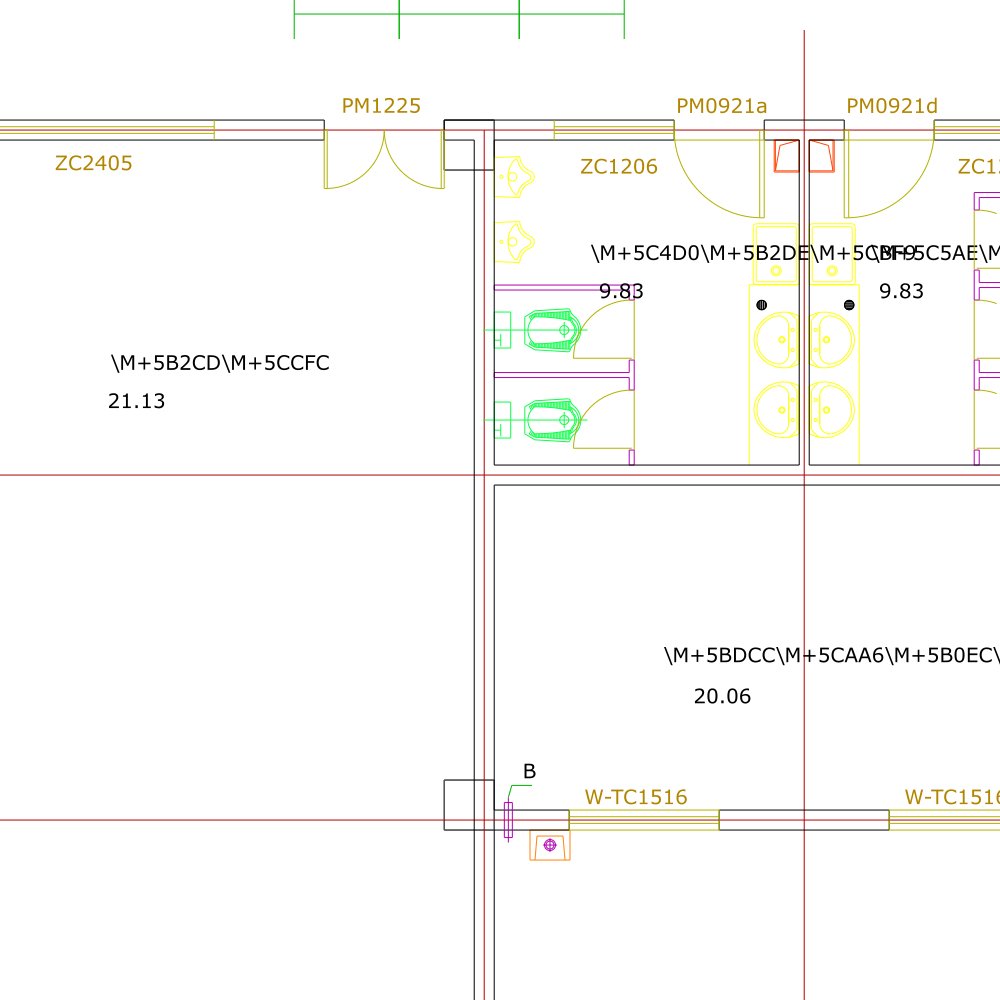 PM1225
PM0921a
PM0921d
ZC2405
ZC1206
\M+5C4D0\M+5B2DE\M+5CBF9
9.83
9.83
\M+5B2CD\M+5CCFC
21.13
\M+5BDCC\M+5CAA6\M+5B0EC\
20.06
B
W-TC1516
W-TC1516